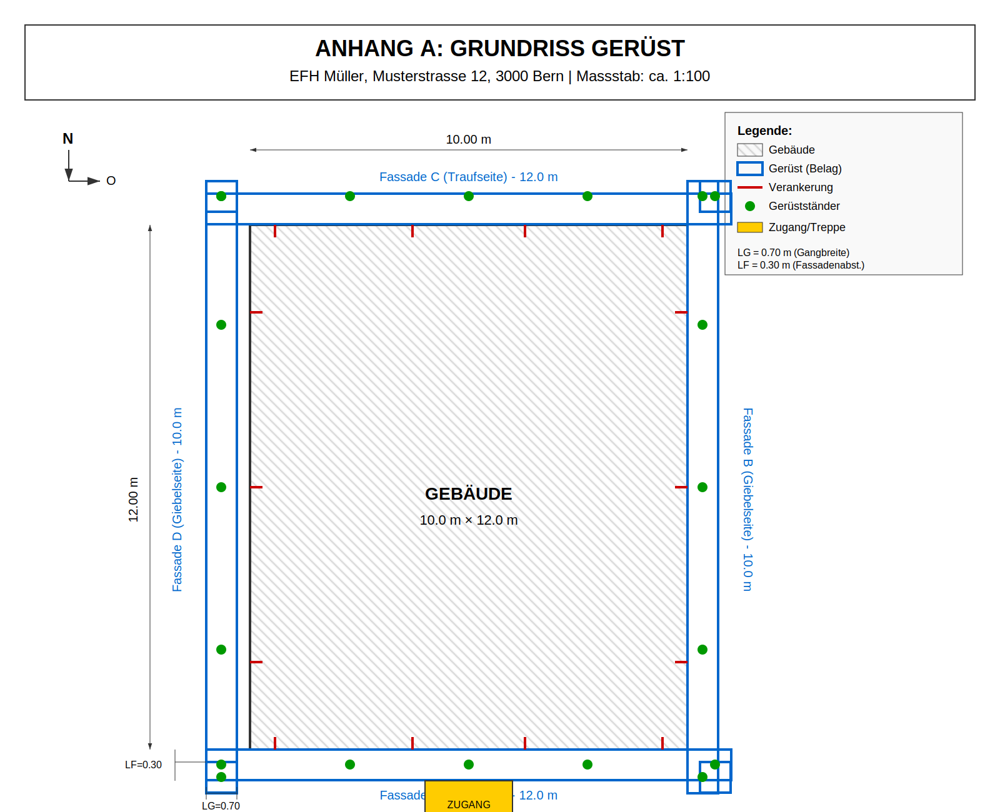 ANHANG A: GRUNDRISS GERÜST
EFH Müller, Musterstrasse 12, 3000 Bern | Massstab: ca. 1:100
N
O
10.00 m
Fassade C (Traufseite) - 12.0 m
Legende:
Gebäude
Gerüst (Belag)
Verankerung
Gerüstständer
Zugang/Treppe
LG = 0.70 m (Gangbreite)
LF = 0.30 m (Fassadenabst.)
12.00 m
Fassade D (Giebelseite) - 10.0 m
GEBÄUDE
10.0 m × 12.0 m
Fassade B (Giebelseite) - 10.0 m
LF=0.30
LG=0.70
Fassade - 12.0 m
ZUGANG